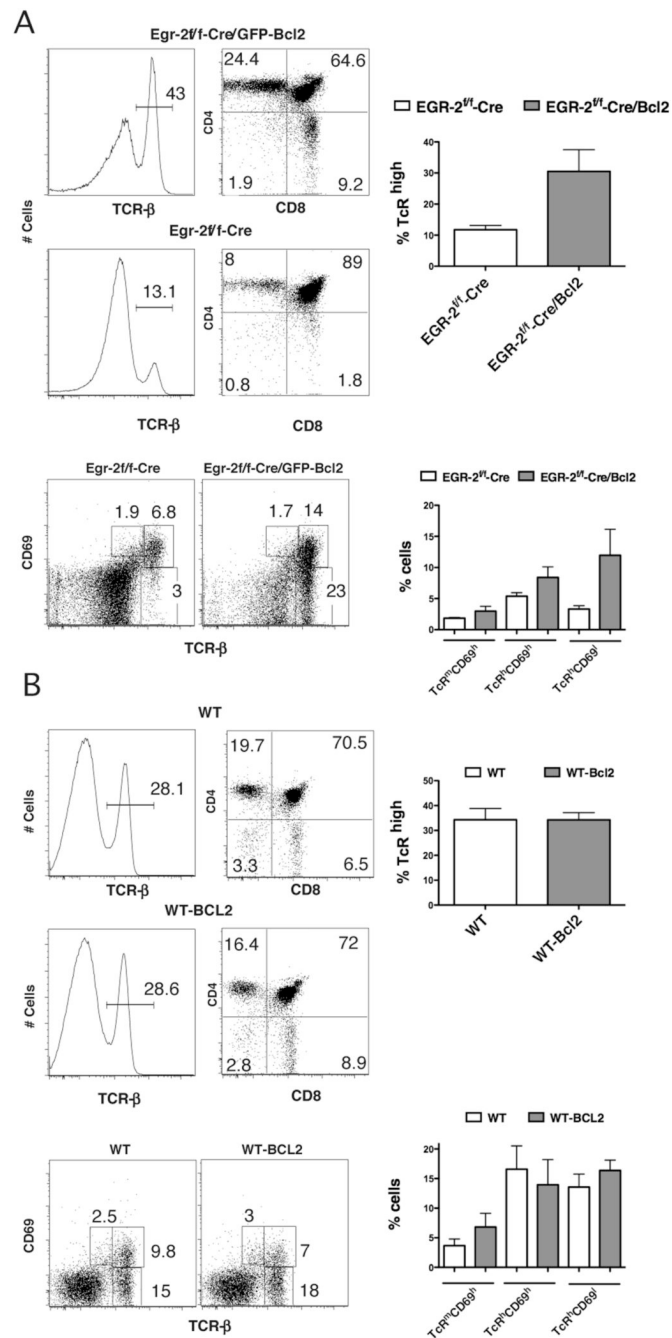 A
Egr-2f/f-Cre/GFP-Bcl2
43
24.4 64.6
1.9 9.2
CD4
# Cells
TCR-β CD8
Egr-2f/f-Cre
13.1
8 89
0.8 1.8
CD4
TCR-β CD8
EGR-2f/f-Cre EGR-2f/f-Cre/Bcl2
% TcR high
40
30
20
10
0
EGR-2f/f-Cre
EGR-2f/f-Cre/Bcl2
Egr-2f/f-Cre Egr-2f/f-Cre/GFP-Bcl2
CD69
1.9 6.8
3
1.7 14
23
TCR-β
EGR-2f/f-Cre EGR-2f/f-Cre/Bcl2
% cells
20
15
10
5
0
TcRmCD69h
TcRhCD69h
TcRhCD69l
B
WT
# Cells
28.1
19.7 70.5
3.3 6.5
CD4
TCR-β CD8
WT-BCL2
# Cells
28.6
16.4 72
2.8 8.9
CD4
TCR-β CD8
WT WT-Bcl2
% TcR high
50
40
30
20
10
0
WT
WT-Bcl2
WT WT-BCL2
CD69
2.5
9.8
15
3
7
18
TCR-β
WT WT-BCL2
% cells
20
15
10
5
0
TcRmCD69h
TcRhCD69h
TcRhCD69l